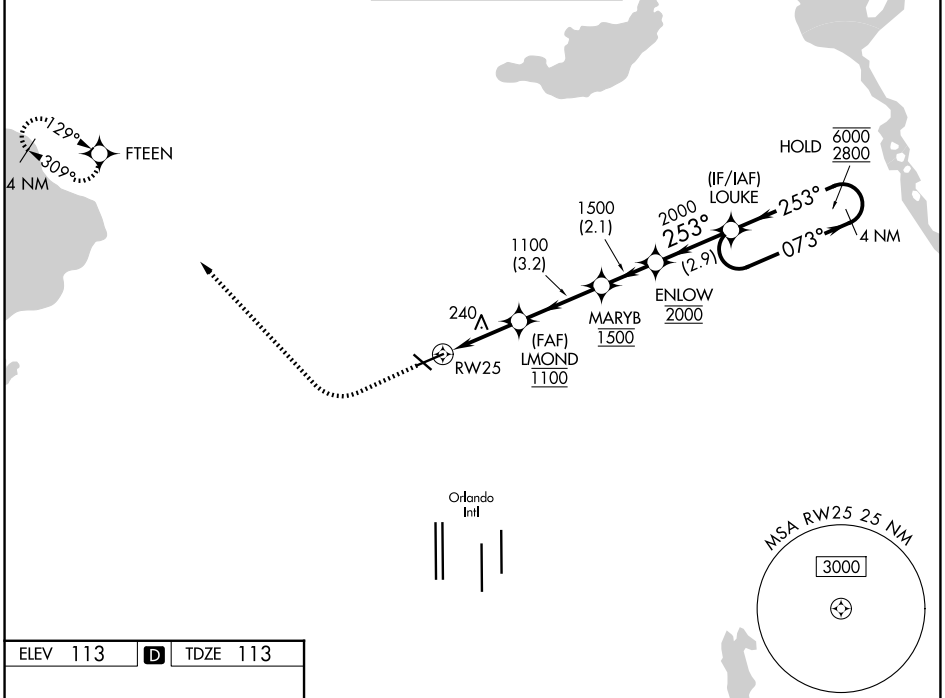 129°
309°
4 NM
FTEEN
HOLD
6000
2800
(IF/IAF)
LOUKE
253°
073°
4 NM
2000
253°
(2.9)
1500
(2.1)
ENLOW
2000
1100
(3.2)
MARYB
1500
240
(FAF)
LMOND
1100
RW25
Orlando
Intl
MSA RW25 25 NM
3000
ELEV 113 D TDZE 113